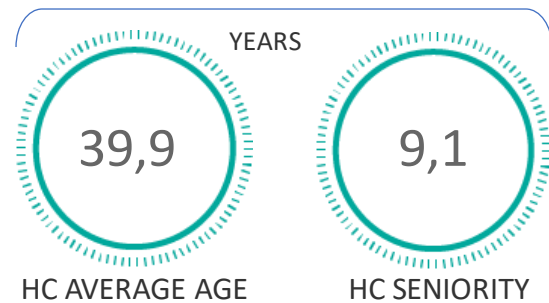 YEARS
39,9
9,1
HC AVERAGE AGE
HC SENIORITY